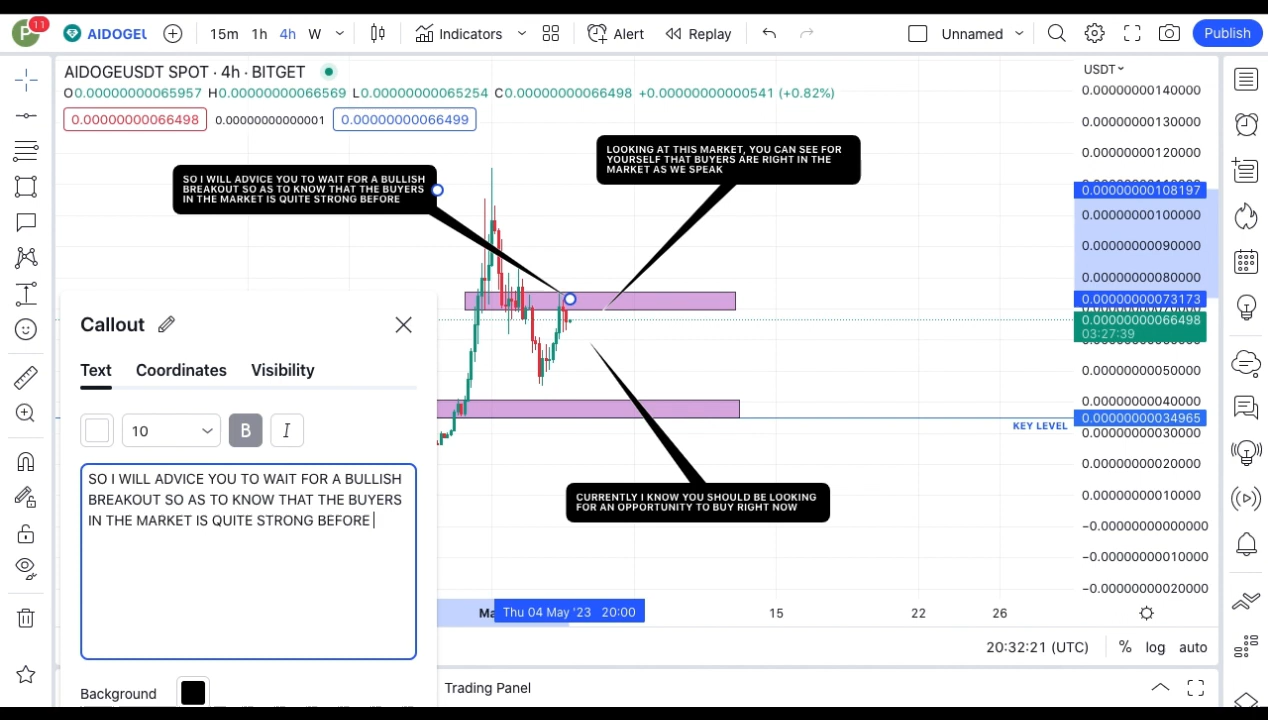 P
11
AIDOGEU
15m 1h 4h W
Indicators
Alert
Replay
Unnamed
Publish
AIDOGEUSDT SPOT · 4h · BITGET
O0.00000000065957 H0.00000000066569 L0.00000000065254 C0.00000000066498 +0.00000000000541 (+0.82%)
0.00000000066498
0.00000000000001
0.00000000066499
USDT
0.00000000140000
0.00000000130000
0.00000000120000
0.00000000108197
0.00000000100000
0.00000000090000
0.00000000080000
0.00000000073173
0.00000000066498
03:27:39
0.00000000050000
0.00000000040000
0.00000000034965
0.00000000030000
0.00000000020000
0.00000000010000
−0.00000000000000
−0.00000000010000
−0.00000000020000
SO I WILL ADVICE YOU TO WAIT FOR A BULLISH
BREAKOUT SO AS TO KNOW THAT THE BUYERS
IN THE MARKET IS QUITE STRONG BEFORE
LOOKING AT THIS MARKET, YOU CAN SEE FOR
YOURSELF THAT BUYERS ARE RIGHT IN THE
MARKET AS WE SPEAK
KEY LEVEL
CURRENTLY I KNOW YOU SHOULD BE LOOKING
FOR AN OPPORTUNITY TO BUY RIGHT NOW
Callout
Text Coordinates Visibility
10
B
I
SO I WILL ADVICE YOU TO WAIT FOR A BULLISH
BREAKOUT SO AS TO KNOW THAT THE BUYERS
IN THE MARKET IS QUITE STRONG BEFORE
Background
Thu 04 May '23 20:00
15
22
26
20:32:21 (UTC)
% log auto
Trading Panel